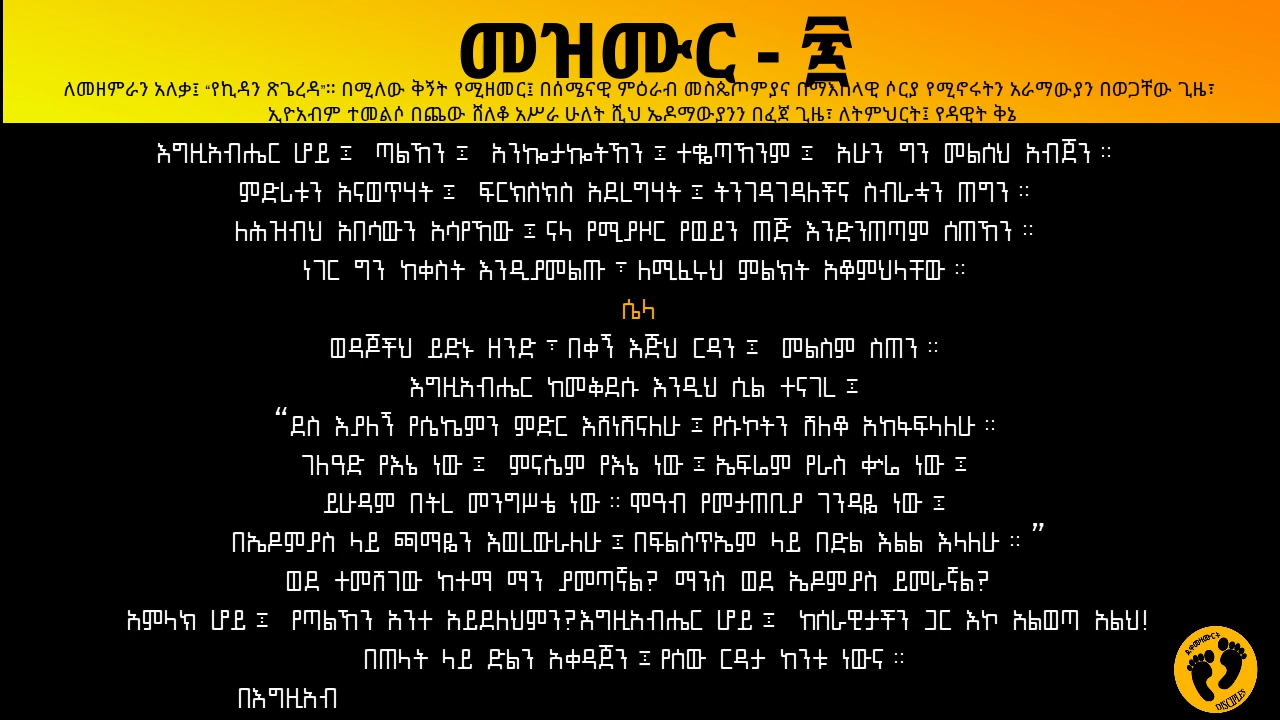 መዝሙር - ፷
ለመዘምራን አለቃ፤ “የኪዳን ጽጌረዳ”። በሚለው ቅኝት የሚዘመር፤ በሰሜናዊ ምዕራብ መስጴጦምያና በማእከላዊ ሶርያ የሚኖሩትን አራማውያን በወጋቸው ጊዜ፣
ኢዮአብም ተመልሶ በጨው ሸለቆ አሥራ ሁለት ሺህ ኤዶማውያንን በፈጀ ጊዜ፣ ለትምህርት፤ የዳዊት ቅኔ
እግዚአብሔር ሆይ ፤ ጣልኸን ፤ አንኰታኰትኸን ፤ ተቈጣኸንም ፤ አሁን ግን መልሰህ አብጀን ።
ምድሪቱን አናወጥሃት ፤ ፍርክስክስ አደረግሃት ፤ ትንገዳገዳለችና ስብራቷን ጠግን ።
ለሕዝብህ አበሳውን አሳየኸው ፤ ናላ የሚያዞር የወይን ጠጅ እንድንጠጣም ሰጠኸን ።
ነገር ግን ከቀስት እንዲያመልጡ ፣ ለሚፈሩህ ምልክት አቆምህላቸው ።
ሴላ
ወዳጆችህ ይድኑ ዘንድ ፣ በቀኝ እጅህ ርዳን ፤ መልስም ስጠን ።
እግዚአብሔር ከመቅደሱ እንዲህ ሲል ተናገረ ፤
“ደስ እያለኝ የሴኬምን ምድር እሸነሽናለሁ ፤ የሱኮትን ሸለቆ አከፋፍላለሁ ።
ገለዓድ የእኔ ነው ፤ ምናሴም የእኔ ነው ፤ ኤፍሬም የራስ ቍሬ ነው ፤
ይሁዳም በትረ መንግሥቴ ነው ። ሞዓብ የመታጠቢያ ገንዳዬ ነው ፤
በኤዶምያስ ላይ ጫማዬን እወረውራለሁ ፤ በፍልስጥኤም ላይ በድል እልል እላለሁ ። ”
ወደ ተመሸገው ከተማ ማን ያመጣኛል? ማንስ ወደ ኤዶምያስ ይመራኛል?
አምላክ ሆይ ፤ የጣልኸን አንተ አይደለህምን?እግዚአብሔር ሆይ ፤ ከሰራዊታችን ጋር እኮ አልወጣ አልህ!
በጠላት ላይ ድልን አቀዳጀን ፤ የሰው ርዳታ ከንቱ ነውና ።
በእግዚአብ
DISCIPLES